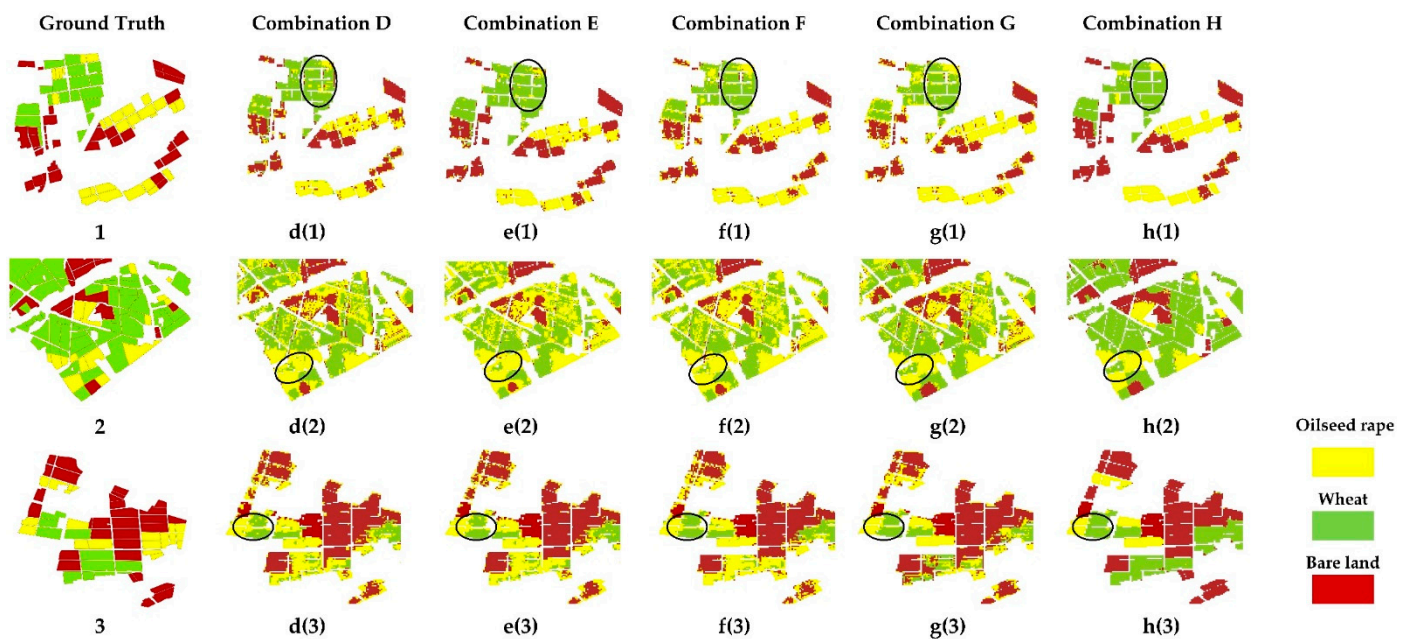 Ground Truth Combination D Combination E Combination F Combination G Combination H
1 d(1) e(1) f(1) g(1) h(1)
2 d(2) e(2) f(2) g(2) h(2)
Oilseed rape
Wheat
Bare land
3 d(3) e(3) f(3) g(3) h(3)